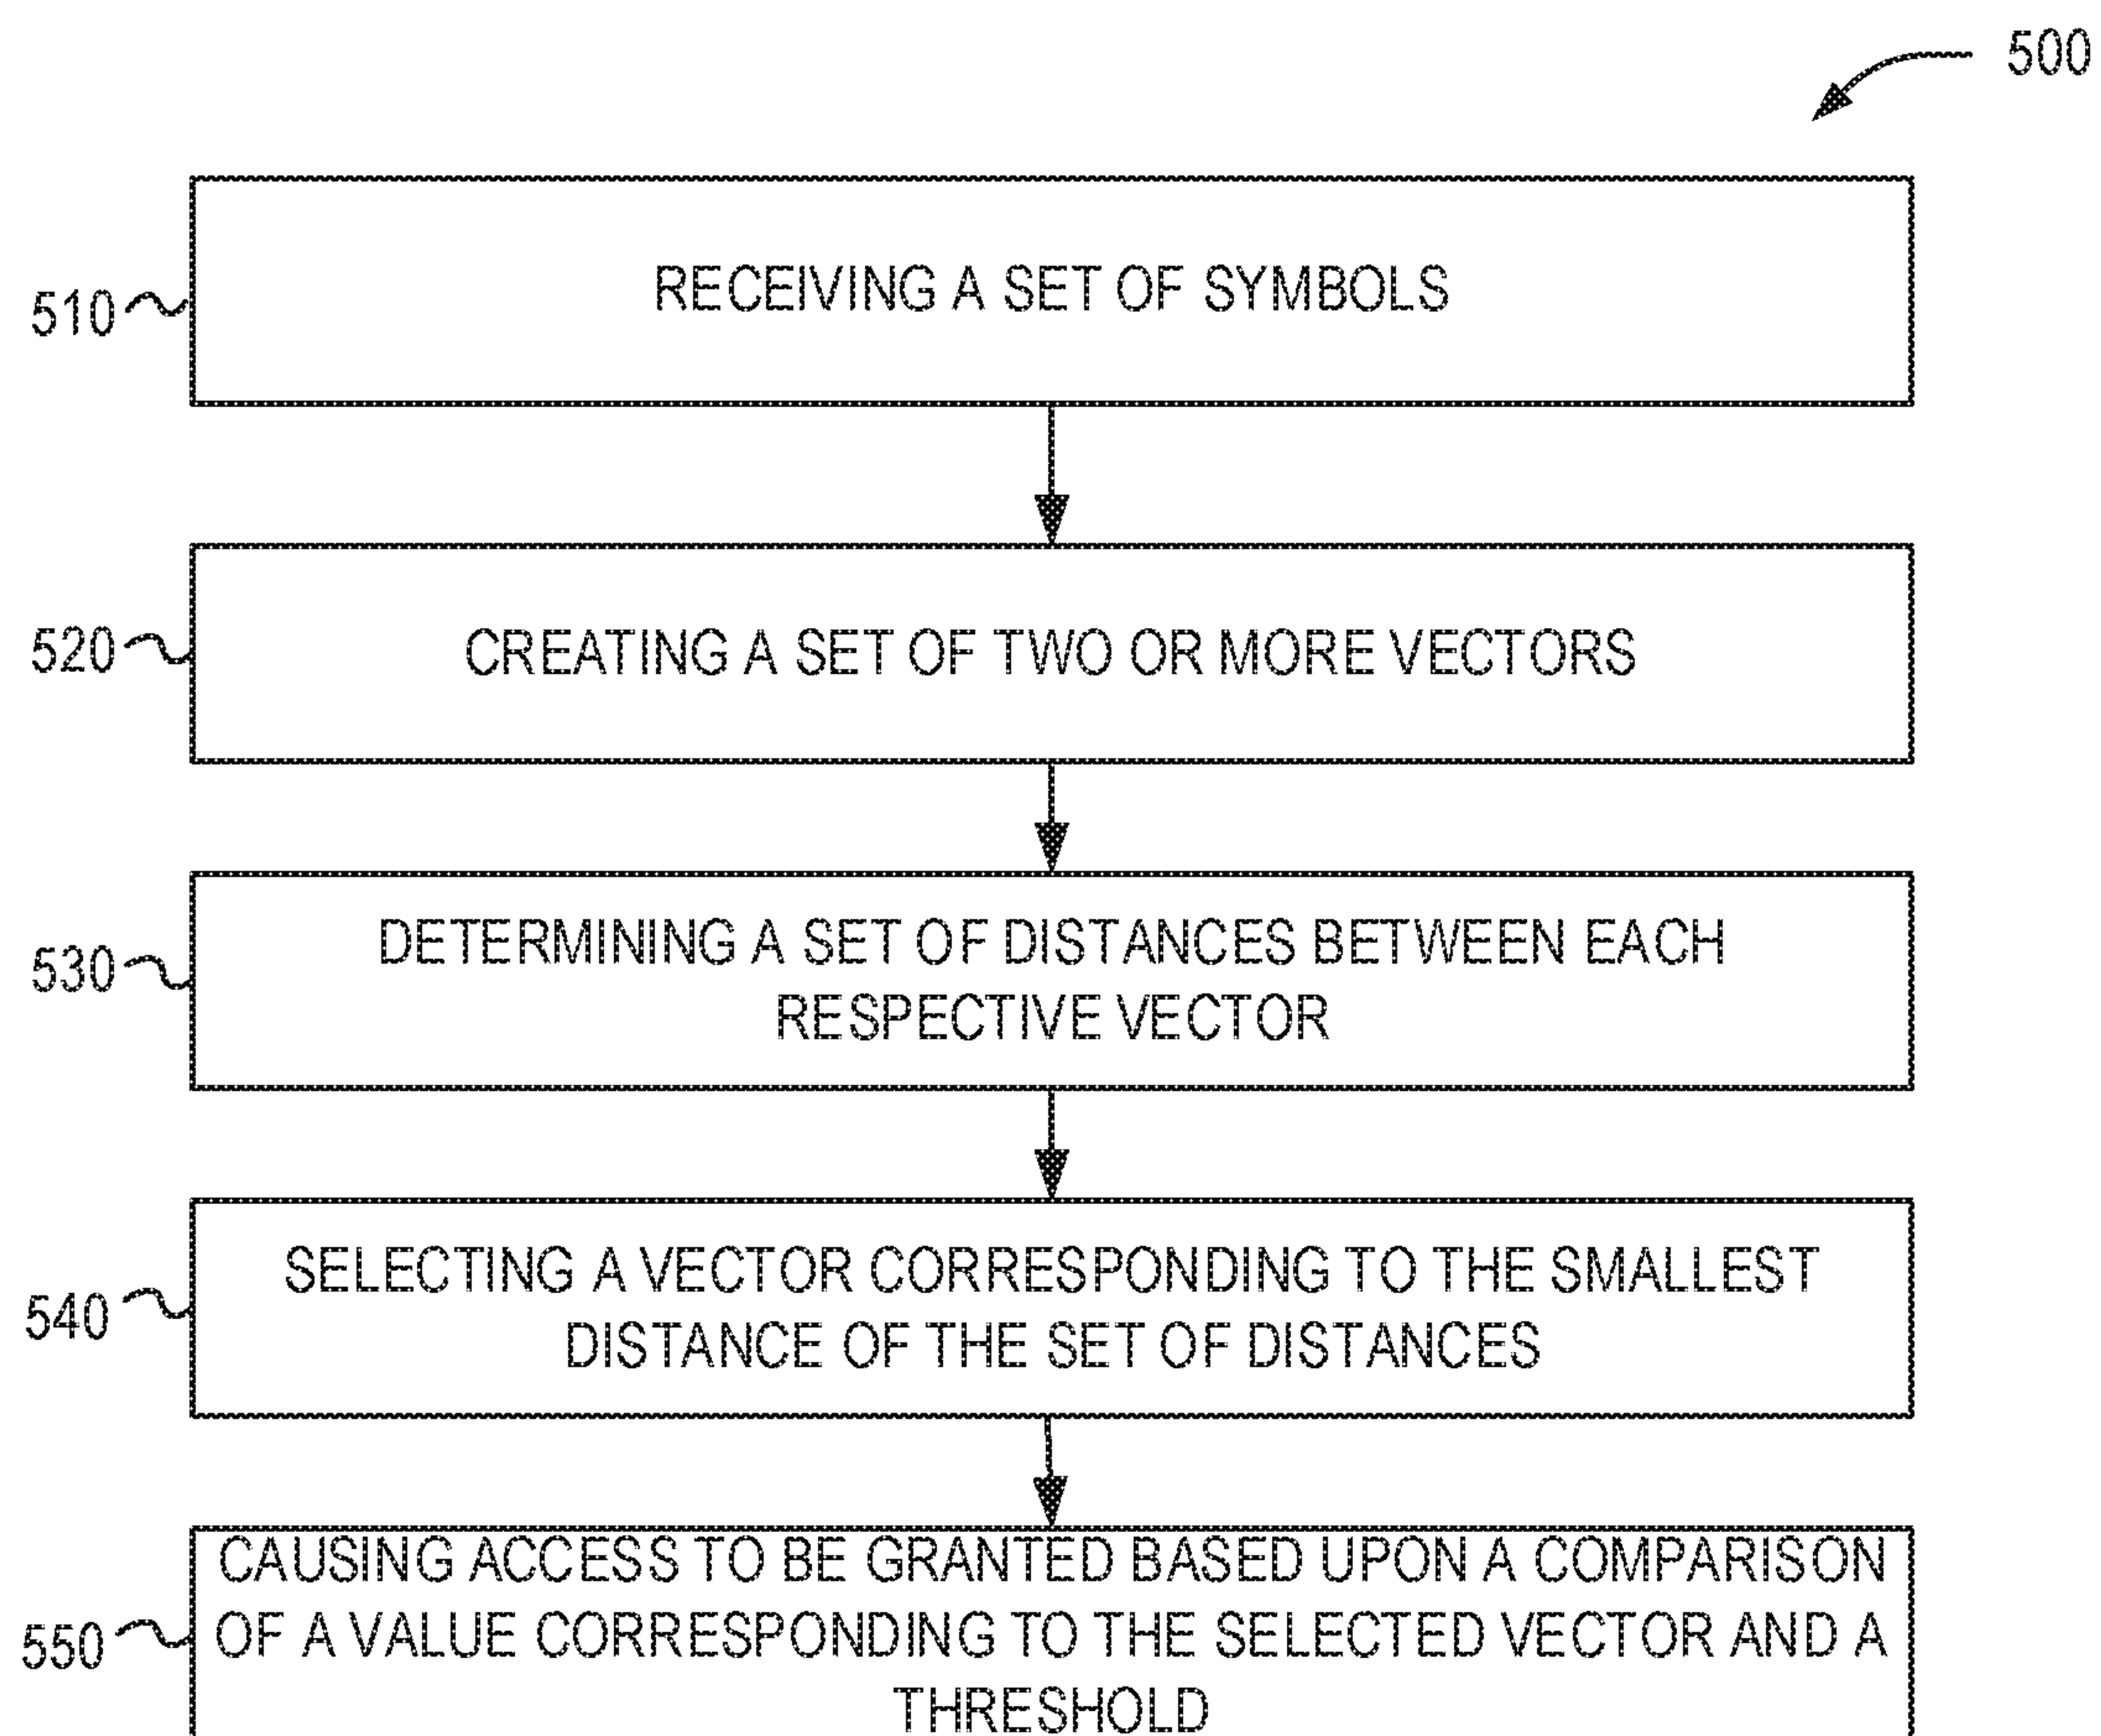 500
510
RECEIVING A SET OF SYMBOLS
520
CREATING A SET OF TWO OR MORE VECTORS
530
DETERMINING A SET OF DISTANCES BETWEEN EACH
RESPECTIVE VECTOR
540
SELECTING A VECTOR CORRESPONDING TO THE SMALLEST
DISTANCE OF THE SET OF DISTANCES
550
CAUSING ACCESS TO BE GRANTED BASED UPON A COMPARISON
OF A VALUE CORRESPONDING TO THE SELECTED VECTOR AND A
THRESHOLD